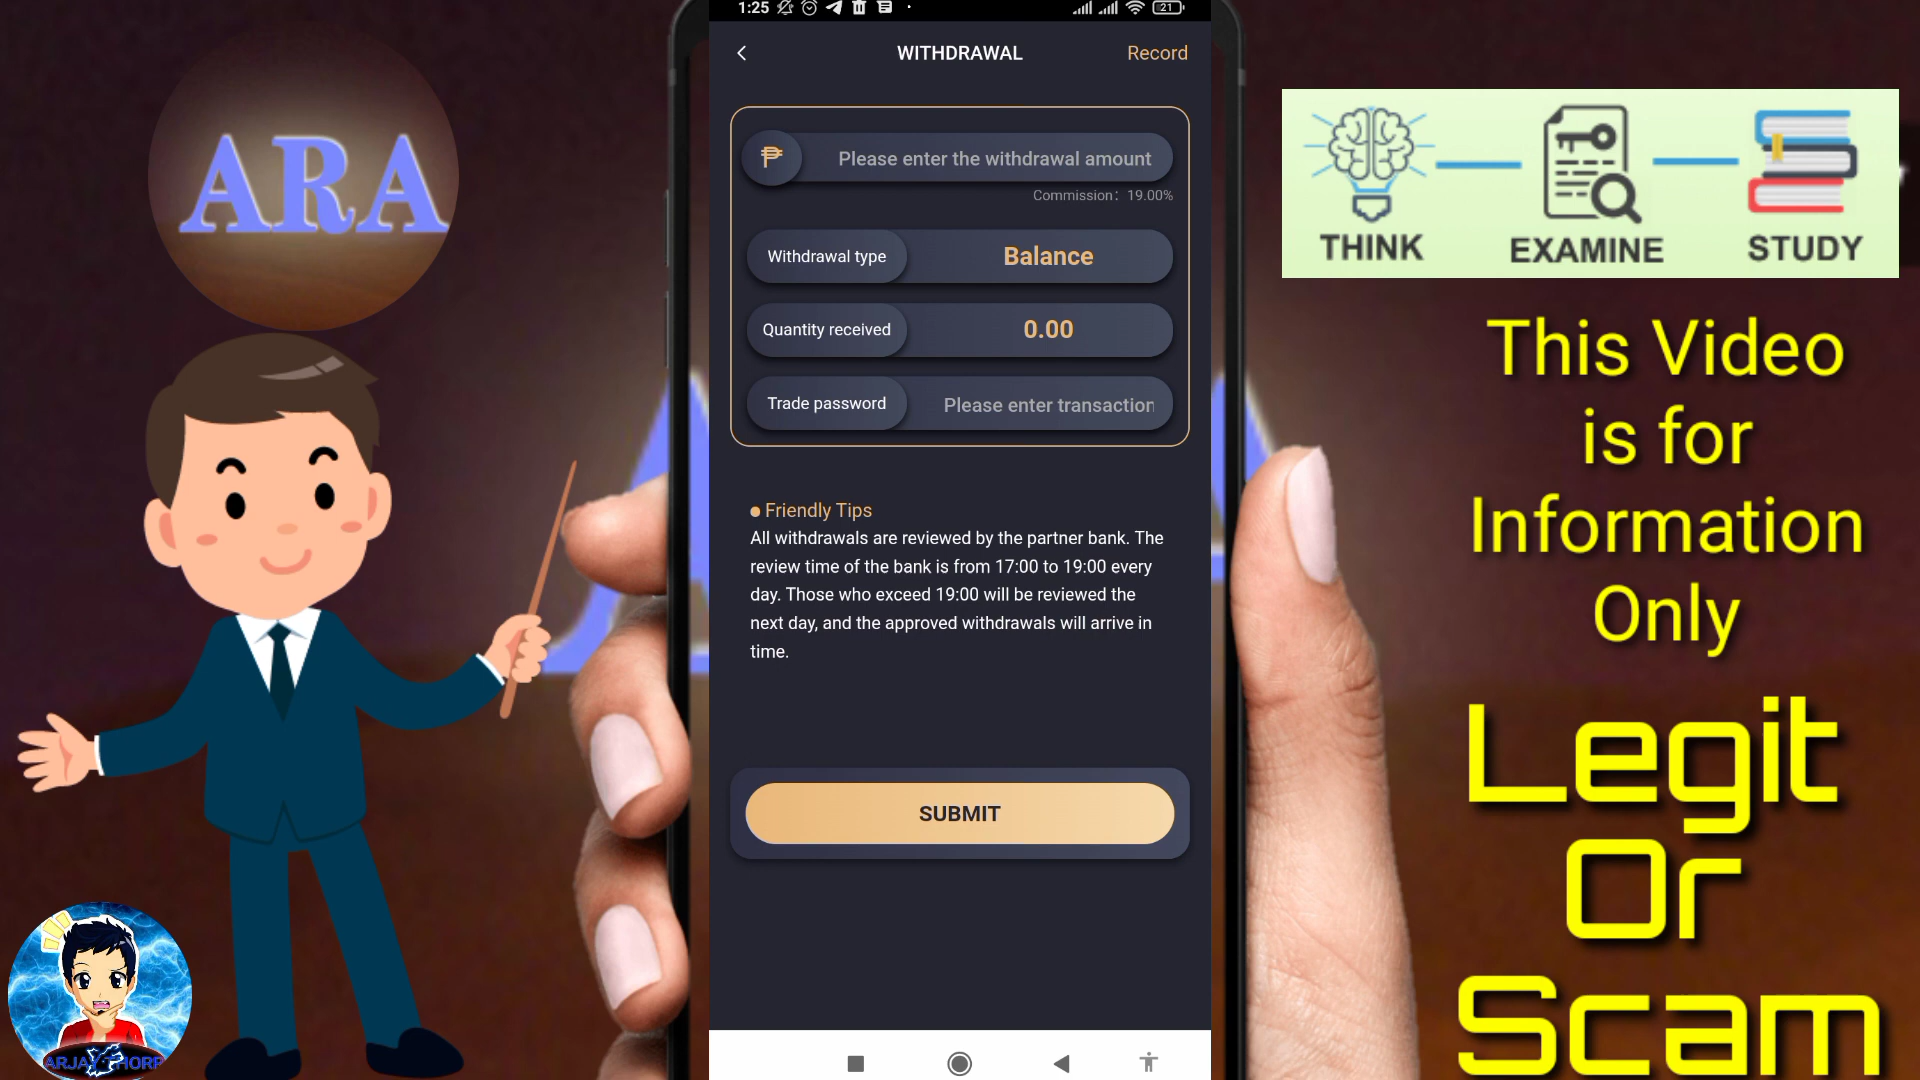 ARA
1:25
21
WITHDRAWAL
Record
₱
Please enter the withdrawal amount
Commission: 19.00%
Withdrawal type
Balance
Quantity received
0.00
Trade password
Please enter transaction
Friendly Tips
All withdrawals are reviewed by the partner bank. The
review time of the bank is from 17:00 to 19:00 every
day. Those who exceed 19:00 will be reviewed the
next day, and the approved withdrawals will arrive in
time.
SUBMIT
THINK
EXAMINE
STUDY
This Video
is for
Information
Only
Legit
Or
Scam
ARJAY THORP